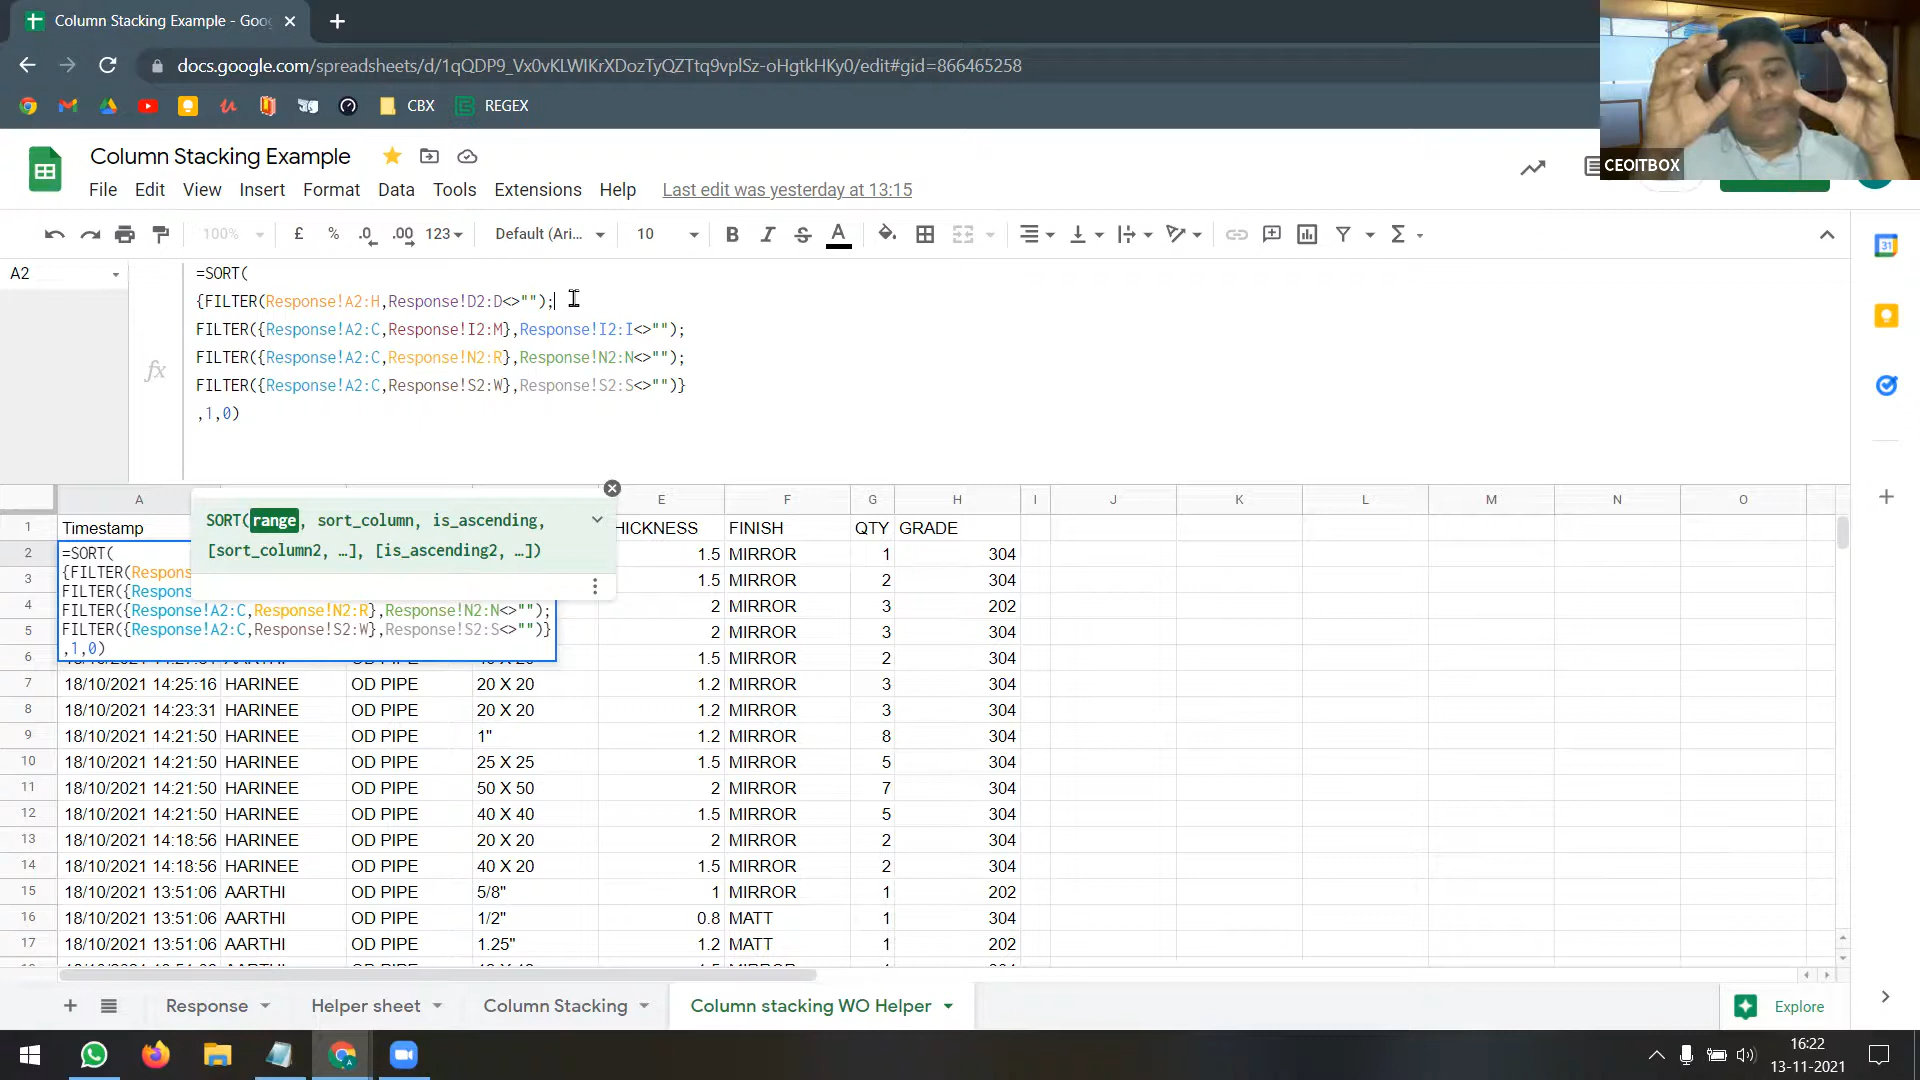 Column Stacking Example - Goo
docs.google.com/spreadsheets/d/1qQDP9_Vx0vKLWIKrXDozTyQZTtq9vplSz-oHgtkHKy0/edit#gid=866465258
CBX
REGEX
CEOITBOX
Column Stacking Example
File Edit View Insert Format Data Tools Extensions Help Last edit was yesterday at 13:15
100% £ % .0 .00 123 Default (Ari... 10 B I S A
A2
=SORT(
{FILTER(Response!A2:H,Response!D2:D<>"");
FILTER({Response!A2:C,Response!I2:M},Response!I2:I<>"");
FILTER({Response!A2:C,Response!N2:R},Response!N2:N<>"");
FILTER({Response!A2:C,Response!S2:W},Response!S2:S<>"")}
,1,0)
fx
A E F G H I J K L M N O
SORT(range, sort_column, is_ascending,
[sort_column2, …], [is_ascending2, …])
1 Timestamp HICKNESS FINISH QTY GRADE
2 1.5 MIRROR 1 304
3 1.5 MIRROR 2 304
4 2 MIRROR 3 202
5 2 MIRROR 3 304
6 1.5 MIRROR 2 304
=SORT(
{FILTER(Respons
FILTER({Respons
FILTER({Response!A2:C,Response!N2:R},Response!N2:N<>"");
FILTER({Response!A2:C,Response!S2:W},Response!S2:S<>"")}
,1,0)
7 18/10/2021 14:25:16 HARINEE OD PIPE 20 X 20 1.2 MIRROR 3 304
8 18/10/2021 14:23:31 HARINEE OD PIPE 20 X 20 1.2 MIRROR 3 304
9 18/10/2021 14:21:50 HARINEE OD PIPE 1" 1.2 MIRROR 8 304
10 18/10/2021 14:21:50 HARINEE OD PIPE 25 X 25 1.5 MIRROR 5 304
11 18/10/2021 14:21:50 HARINEE OD PIPE 50 X 50 2 MIRROR 7 304
12 18/10/2021 14:21:50 HARINEE OD PIPE 40 X 40 1.5 MIRROR 5 304
13 18/10/2021 14:18:56 HARINEE OD PIPE 20 X 20 2 MIRROR 2 304
14 18/10/2021 14:18:56 HARINEE OD PIPE 40 X 20 1.5 MIRROR 2 304
15 18/10/2021 13:51:06 AARTHI OD PIPE 5/8" 1 MIRROR 1 202
16 18/10/2021 13:51:06 AARTHI OD PIPE 1/2" 0.8 MATT 1 304
17 18/10/2021 13:51:06 AARTHI OD PIPE 1.25" 1.2 MATT 1 202
Response Helper sheet Column Stacking Column stacking WO Helper Explore
31
16:22
13-11-2021